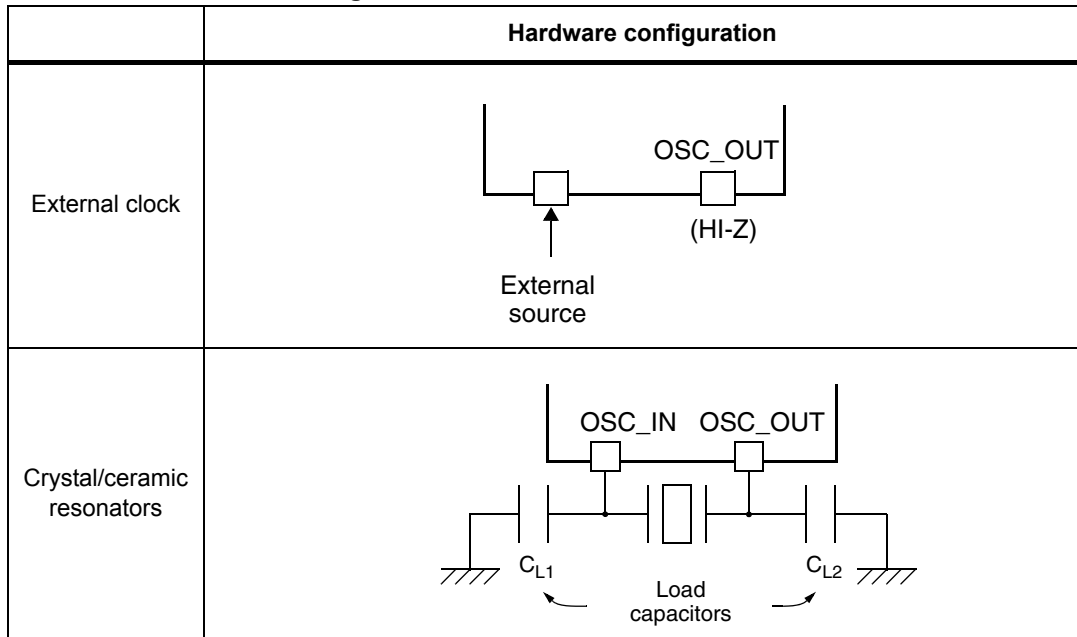 Hardware configuration
External clock
OSC_OUT
(HI-Z)
External
source
Crystal/ceramic
resonators
OSC_IN OSC_OUT
CL1
CL2
Load
capacitors